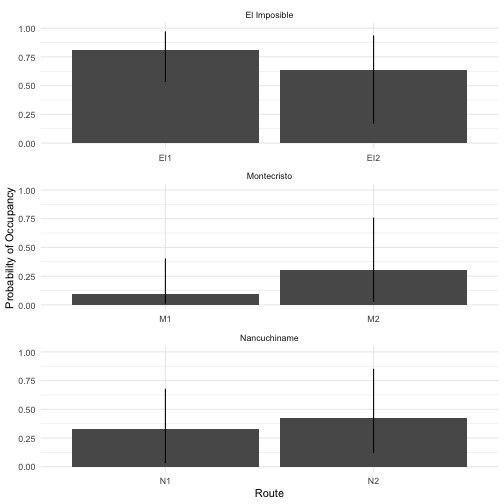 El Imposible
1.00
0.75
0.50
0.25
0.00
EI1 EI2
Montecristo
1.00
0.75
0.50
0.25
0.00
M1 M2
Nancuchiname
1.00
0.75
0.50
0.25
0.00
N1 N2
Probability of Occupancy
Route